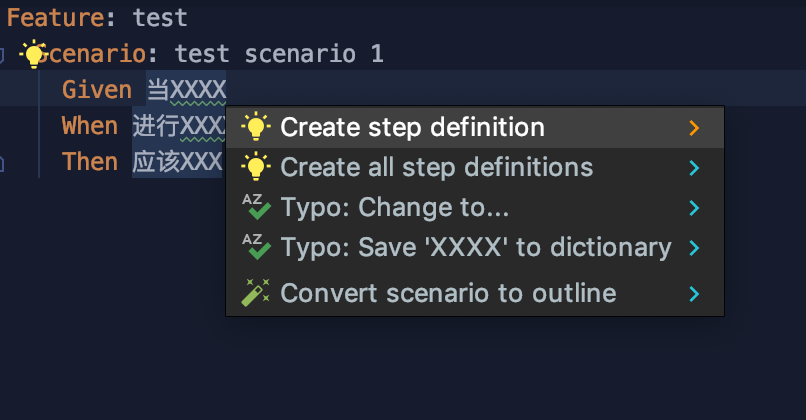 Feature: test
Scenario: test scenario 1
Given 当XXXX
When 进行XXX
Then 应该XXX
Create step definition
Create all step definitions
Typo: Change to...
Typo: Save 'XXXX' to dictionary
Convert scenario to outline